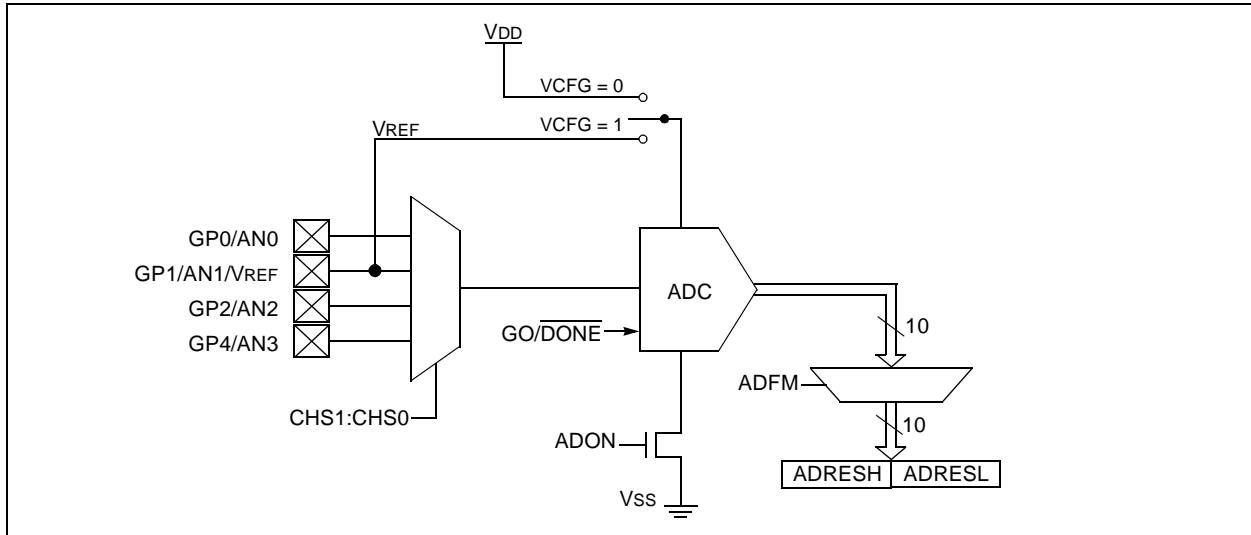 VDD
VCFG = 0
VCFG = 1
VREF
GP0/AN0
GP1/AN1/VREF
GP2/AN2
GP4/AN3
ADC
GO/DONE
10
ADFM
CHS1:CHS0
10
ADON
ADRESH ADRESL
VSS